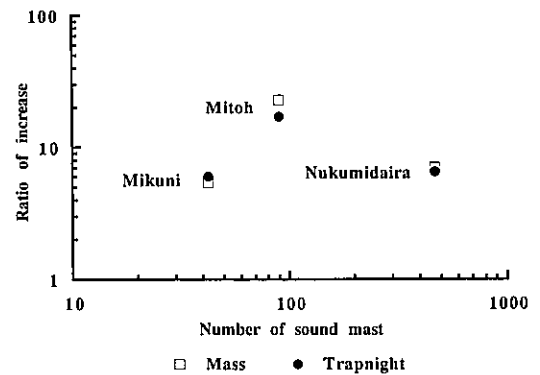 100
Mitoh
Ratio of increase
10
Mikuni
Nukumidaira
1
10 100 1000
Number of sound mast
□ Mass ● Trapnight